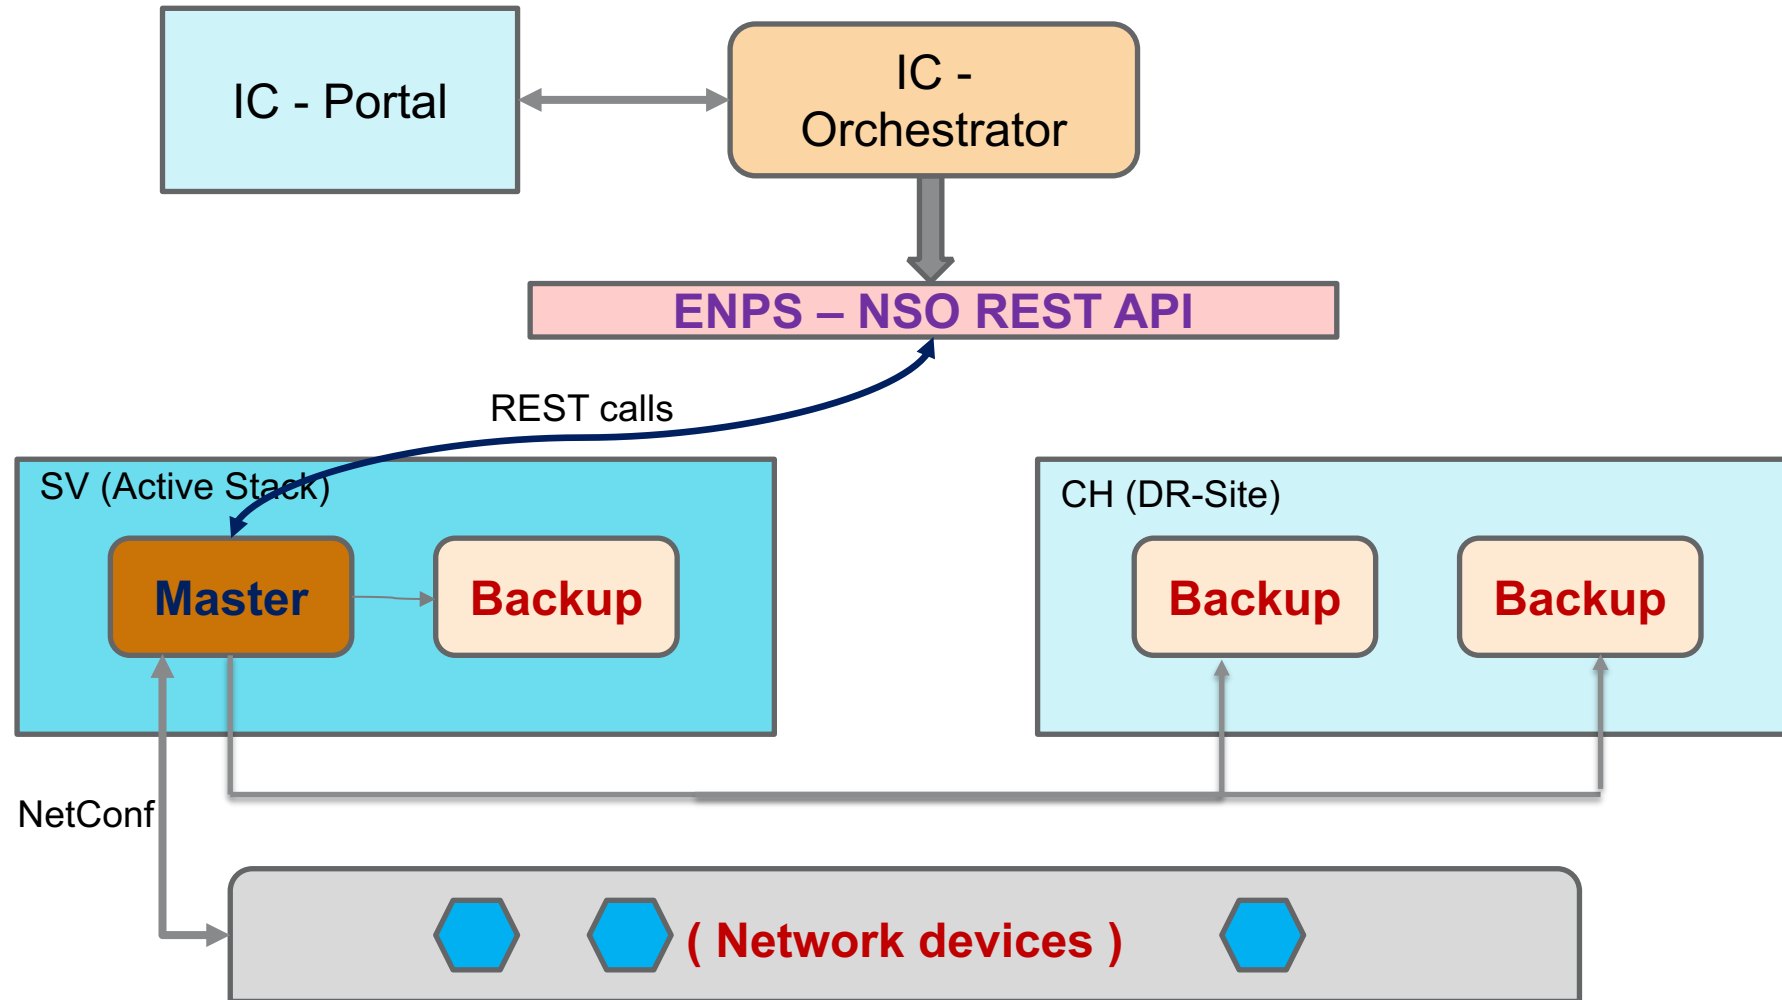 IC - Portal
IC -
Orchestrator
ENPS – NSO REST API
REST calls
SV (Active Stack)
CH (DR-Site)
Master
Backup
Backup
Backup
NetConf
( Network devices )